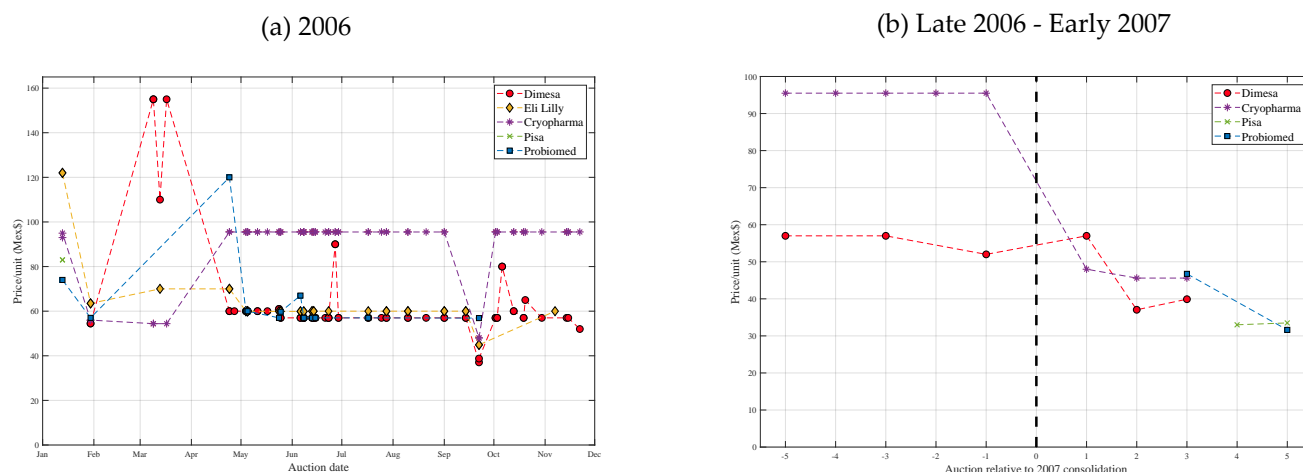 (a) 2006
160
140
120
100
80
60
40
20
0
Price/unit (Mex$)
Jan Feb Mar Apr May Jun Jul Aug Sep Oct Nov Dec
Auction date
Dimesa
Eli Lilly
Cryopharma
Pisa
Probiomed
(b) Late 2006 - Early 2007
100
90
80
70
60
50
40
30
20
10
0
Price/unit (Mex$)
-5 -4 -3 -2 -1 0 1 2 3 4 5
Auction relative to 2007 consolidation
Dimesa
Cryopharma
Pisa
Probiomed